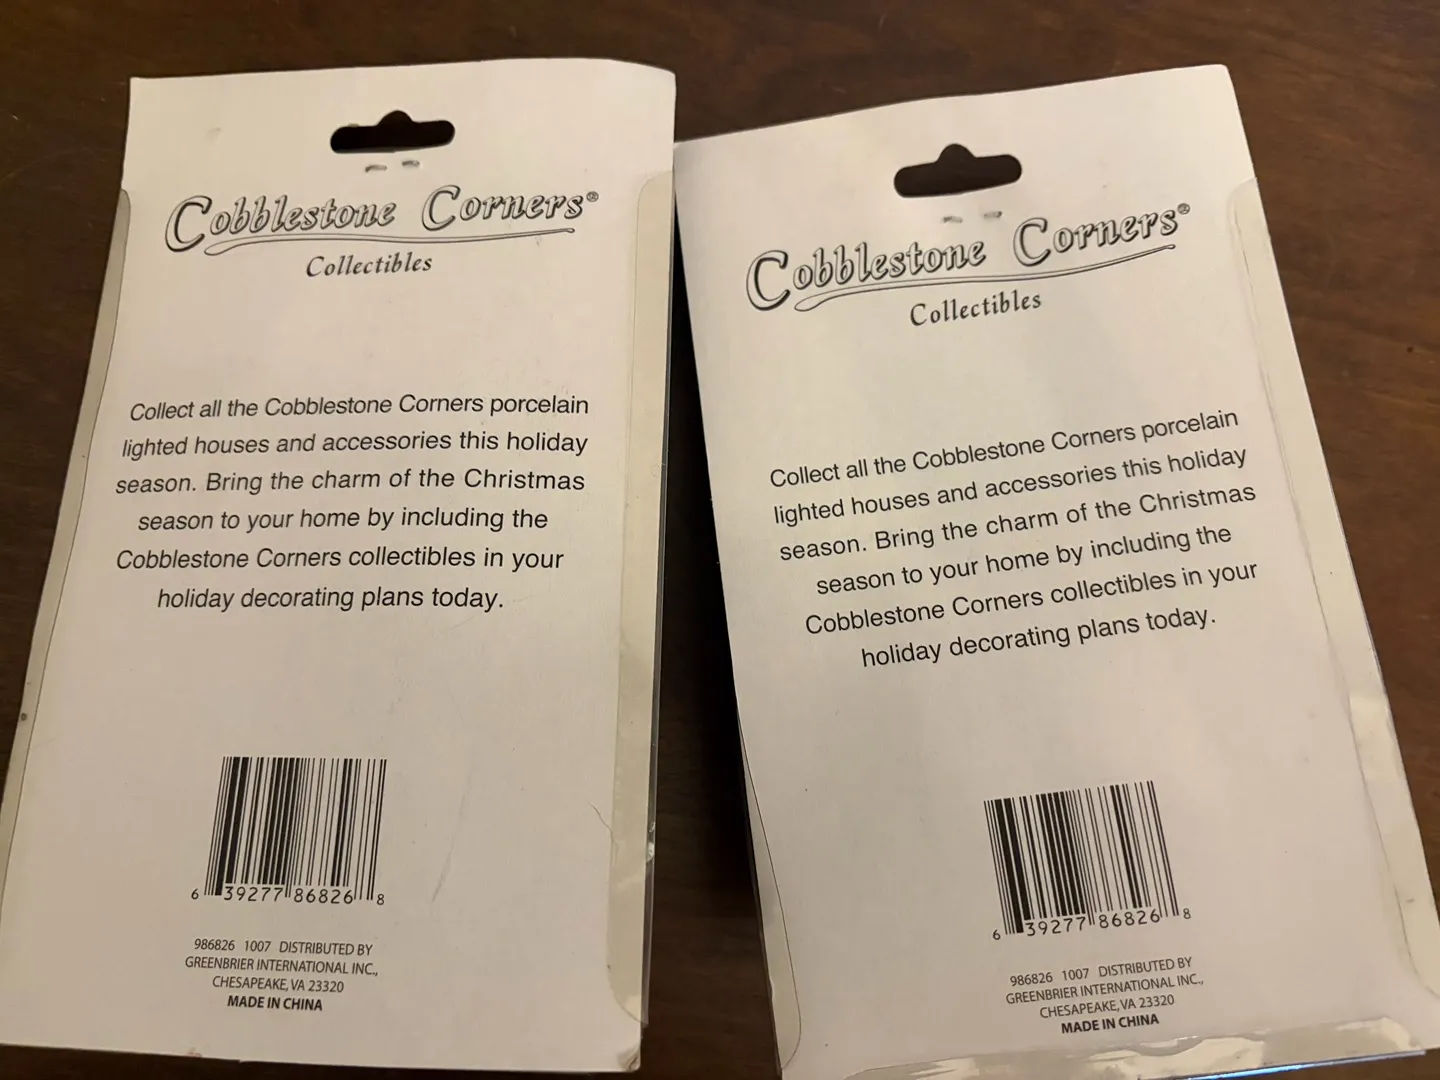 Cobblestone Corners®
Collectibles
Collect all the Cobblestone Corners porcelain
lighted houses and accessories this holiday
season. Bring the charm of the Christmas
season to your home by including the
Cobblestone Corners collectibles in your
holiday decorating plans today.
6 39277 86826 8
986826 1007 DISTRIBUTED BY
GREENBRIER INTERNATIONAL INC.,
CHESAPEAKE, VA 23320
MADE IN CHINA
Cobblestone Corners®
Collectibles
Collect all the Cobblestone Corners porcelain
lighted houses and accessories this holiday
season. Bring the charm of the Christmas
season to your home by including the
Cobblestone Corners collectibles in your
holiday decorating plans today.
6 39277 86826 8
986826 1007 DISTRIBUTED BY
GREENBRIER INTERNATIONAL INC.,
CHESAPEAKE, VA 23320
MADE IN CHINA